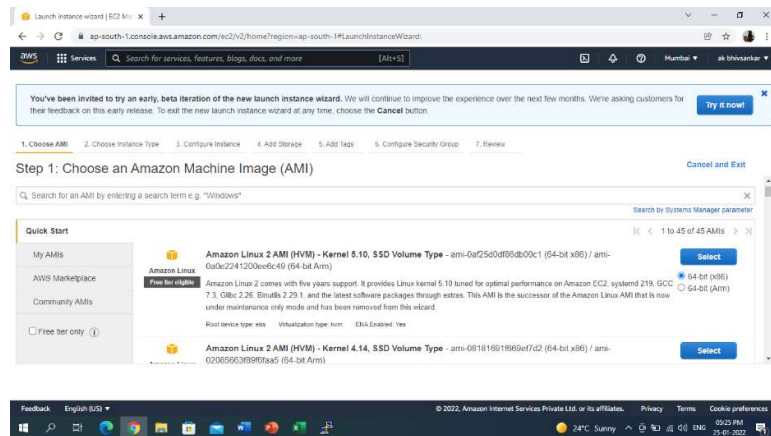 Launch instance wizard | EC2 Ma
ap-south-1.console.aws.amazon.com/ec2/v2/home?region=ap-south-1#LaunchInstanceWizard:
aws Services Search for services, features, blogs, docs, and more [Alt+S] Mumbai ak bhivsankar
You've been invited to try an early, beta iteration of the new launch instance wizard. We will continue to improve the experience over the next few months. We're asking customers for
their feedback on this early release. To exit the new launch instance wizard at any time, choose the Cancel button.
Try it now!
1. Choose AMI 2. Choose Instance Type 3. Configure Instance 4. Add Storage 5. Add Tags 6. Configure Security Group 7. Review
Step 1: Choose an Amazon Machine Image (AMI)
Cancel and Exit
Search for an AMI by entering a search term e.g. "Windows"
Search by Systems Manager parameter
Quick Start
1 to 45 of 45 AMIs
My AMIs
AWS Marketplace
Community AMIs
Free tier only
Amazon Linux
Free tier eligible
Amazon Linux 2 AMI (HVM) - Kernel 5.10, SSD Volume Type - ami-0af25d0df86db00c1 (64-bit x86) / ami-
0a0e2241200ee6c49 (64-bit Arm)
Amazon Linux 2 comes with five years support. It provides Linux kernel 5.10 tuned for optimal performance on Amazon EC2, systemd 219, GCC
7.3, Glibc 2.26, Binutils 2.29.1, and the latest software packages through extras. This AMI is the successor of the Amazon Linux AMI that is now
under maintenance only mode and has been removed from this wizard.
Root device type: ebs Virtualization type: hvm ENA Enabled: Yes
Select
64-bit (x86)
64-bit (Arm)
Amazon Linux 2 AMI (HVM) - Kernel 4.14, SSD Volume Type - ami-08181691f669ef7d2 (64-bit x86) / ami-
02085663f89f6faa5 (64-bit Arm)
Select
Feedback English (US) © 2022, Amazon Internet Services Private Ltd. or its affiliates. Privacy Terms Cookie preferences
24°C Sunny ENG 05:25 PM
25-01-2022